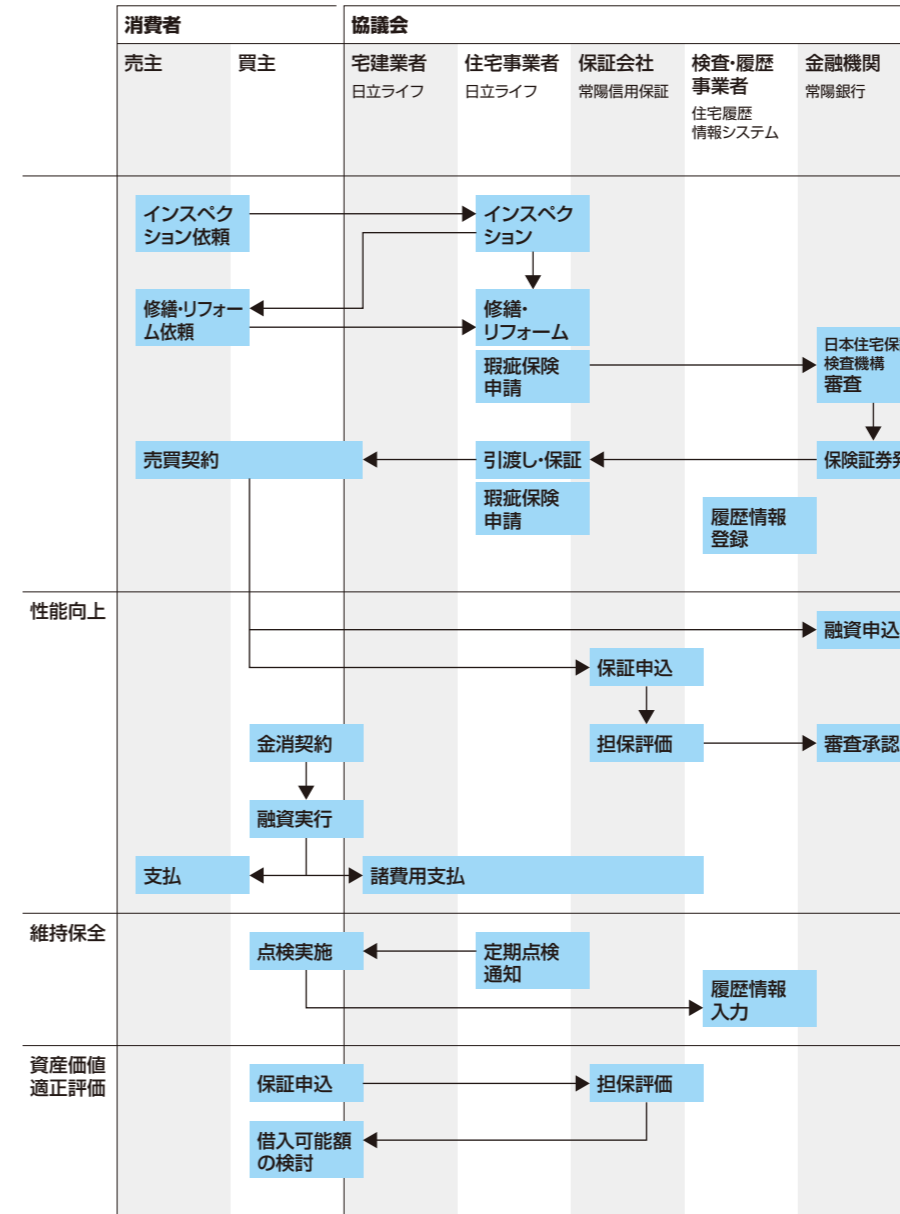 消費者
協議会
売主
買主
宅建業者
日立ライフ
住宅事業者
日立ライフ
保証会社
常陽信用保証
検査・履歴
事業者
住宅履歴
情報システム
金融機関
常陽銀行
インスペク
ション依頼
インスペク
ション
修繕・リフォー
ム依頼
修繕・
リフォーム
瑕疵保険
申請
日本住宅保
検査機構
審査
売買契約
引渡し・保証
保険証券
瑕疵保険
申請
履歴情報
登録
性能向上
融資申込
保証申込
金消契約
担保評価
審査承認
融資実行
支払
諸費用支払
維持保全
点検実施
定期点検
通知
履歴情報
入力
資産価値
適正評価
保証申込
担保評価
借入可能額
の検討